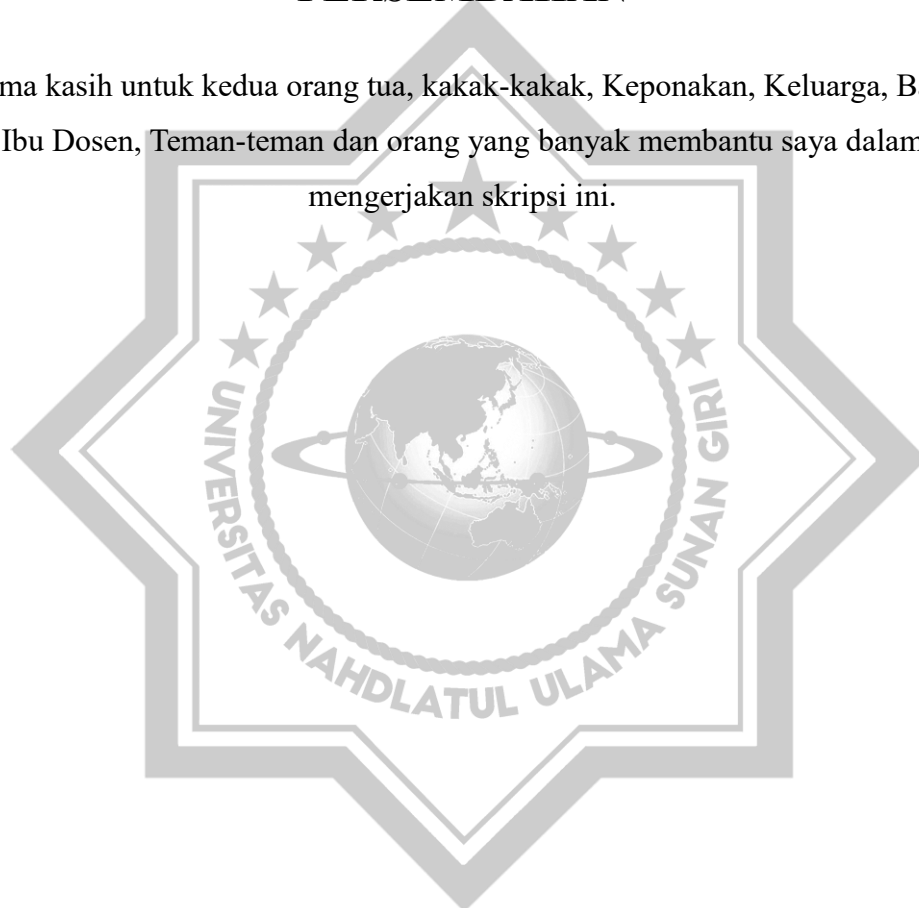 ma kasih untuk kedua orang tua, kakak-kakak, Keponakan, Keluarga, B
Ibu Dosen, Teman-teman dan orang yang banyak membantu saya dalam
mengerjakan skripsi ini.
UNIVERSITAS NAHDLATUL ULAMA SUNAN GIRI